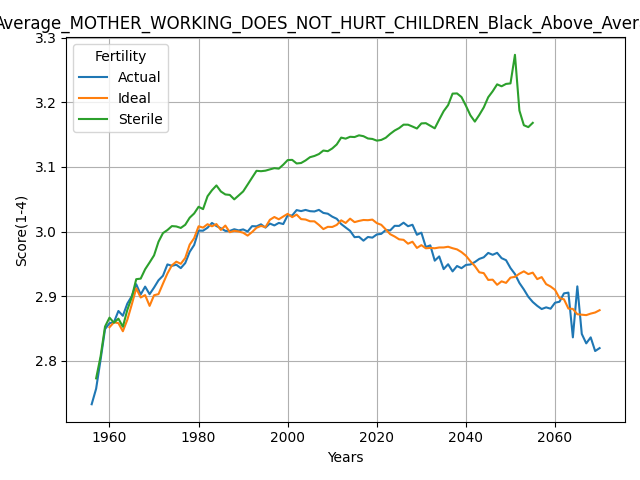 Average_MOTHER_WORKING_DOES_NOT_HURT_CHILDREN_Black_Above_Aver
Fertility
Actual
Ideal
Sterile
Score(1-4)
3.3
3.2
3.1
3.0
2.9
2.8
1960 1980 2000 2020 2040 2060
Years